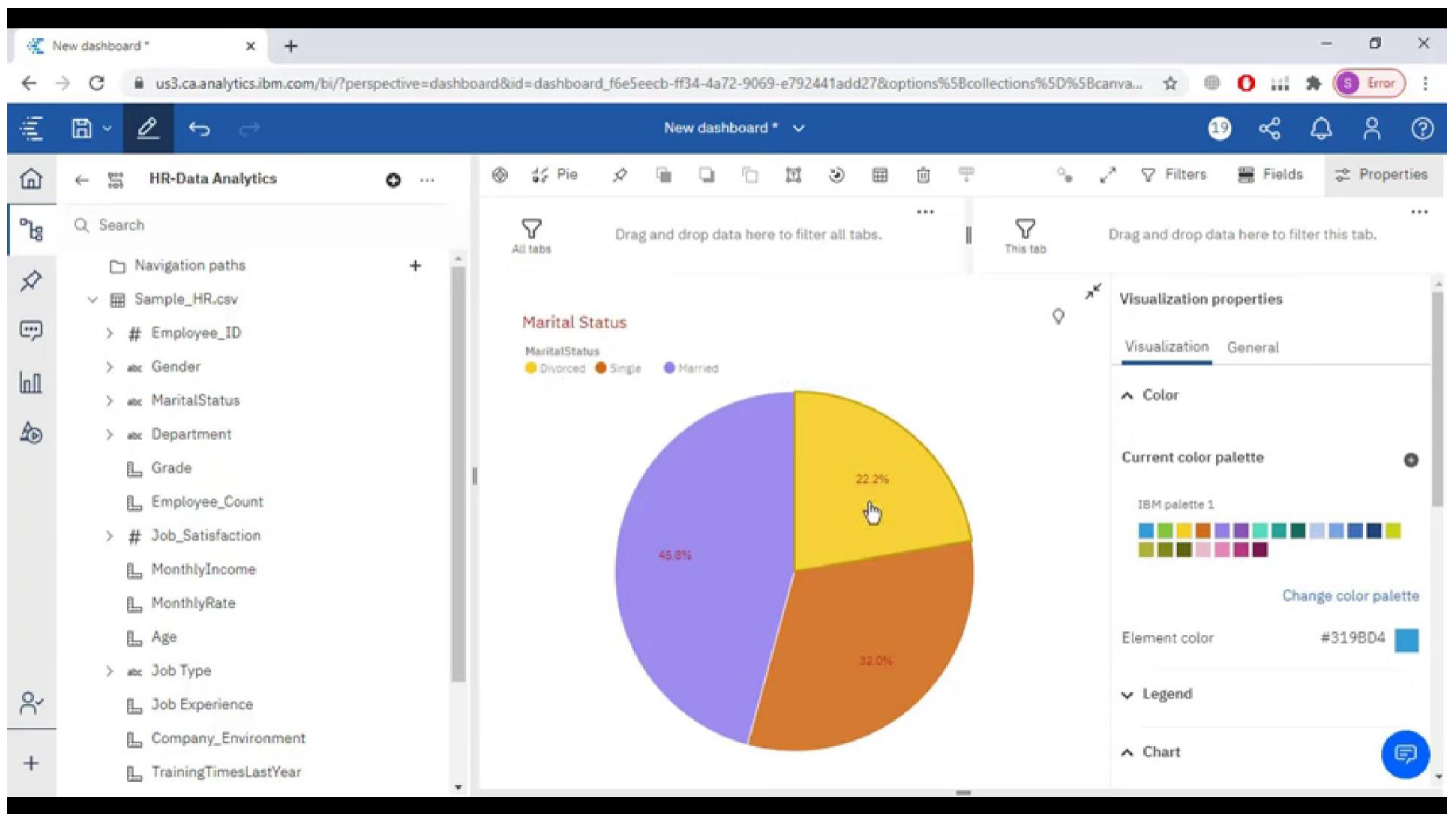 New dashboard *
us3.ca.analytics.ibm.com/bi/?perspective=dashboard&id=dashboard_f6e5eecb-ff34-4a72-9069-e792441add27&options%5Bcollections%5D%5Bcanva...
S Error
New dashboard *
19
HR-Data Analytics
Pie
Filters
Fields
Properties
Search
All tabs
Drag and drop data here to filter all tabs.
This tab
Drag and drop data here to filter this tab.
Navigation paths
Sample_HR.csv
# Employee_ID
abc Gender
abc MaritalStatus
abc Department
Grade
Employee_Count
# Job_Satisfaction
MonthlyIncome
MonthlyRate
Age
abc Job Type
Job Experience
Company_Environment
TrainingTimesLastYear
Marital Status
MaritalStatus
Divorced Single Married
22.2%
45.8%
32.0%
Visualization properties
Visualization General
Color
Current color palette
IBM palette 1
Change color palette
Element color #319BD4
Legend
Chart